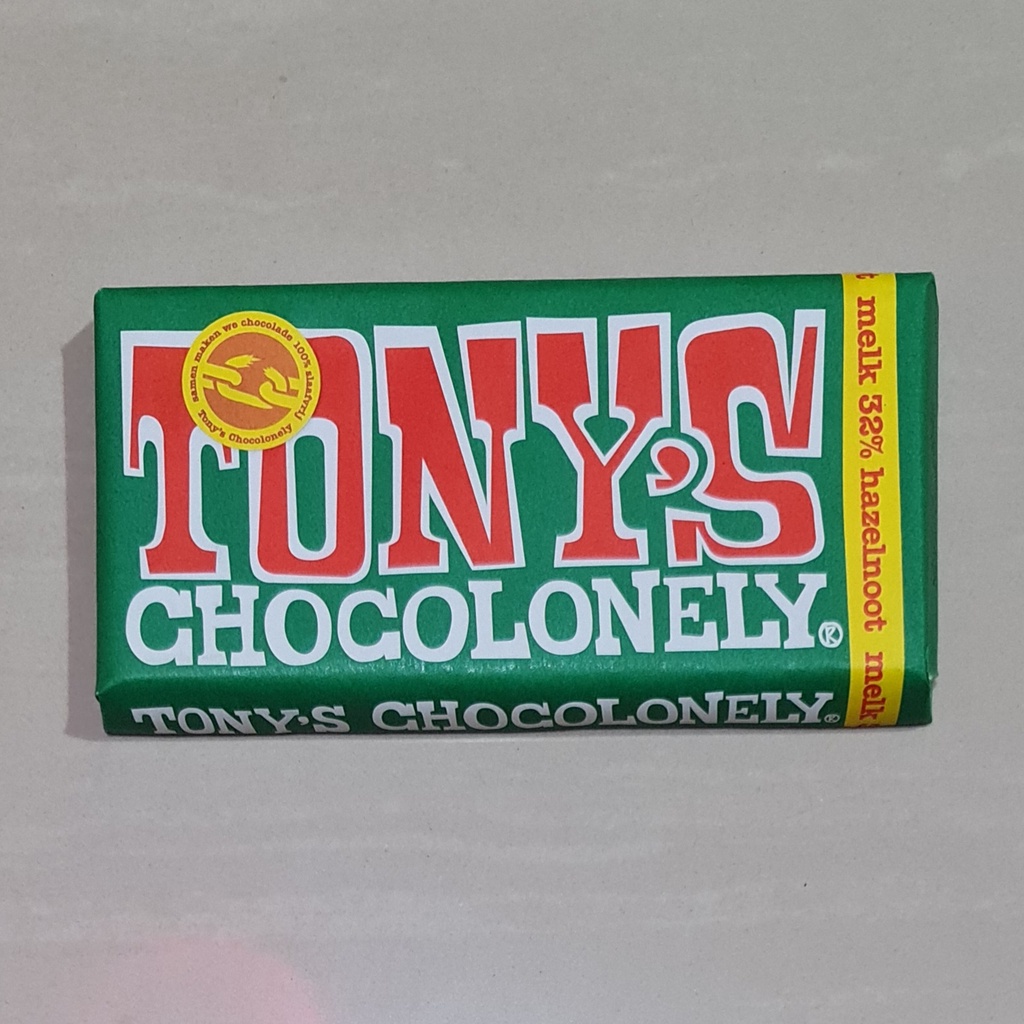 TONY'S
CHOCOLONELY®
TONY'S CHOCOLONELY®
samen maken we chocolade 100% slaafvrij
Tony's Chocolonely
t melk 32% hazelnoot melk